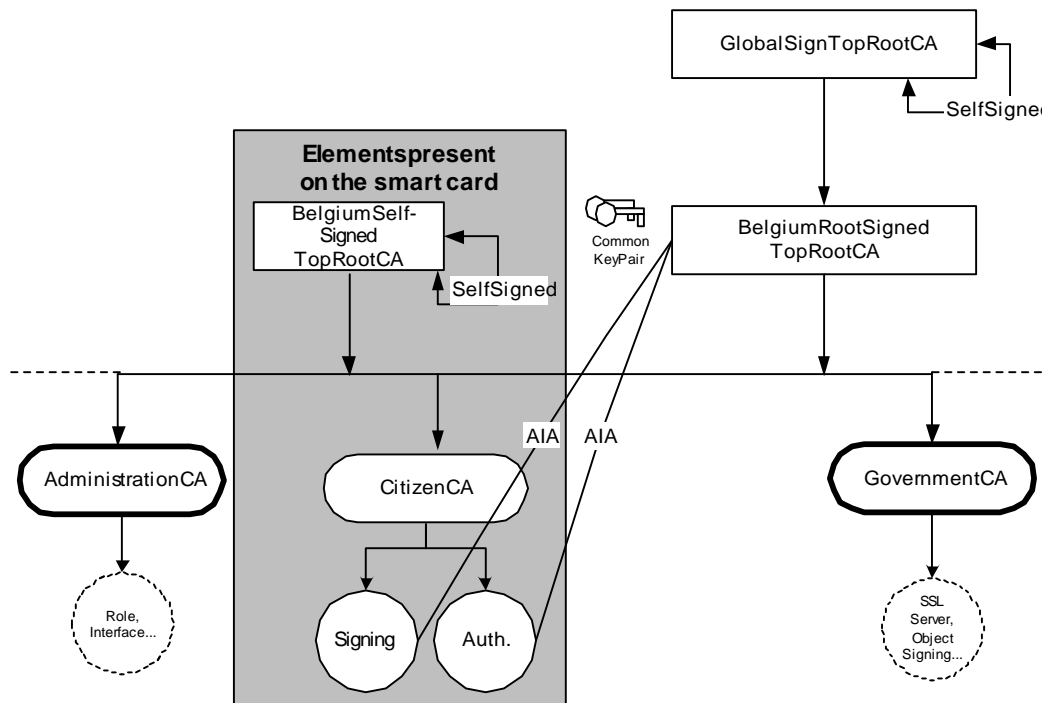 GlobalSignTopRootCA
SelfSigned
Elementspresent
on the smart card
BelgiumSelf-
Signed
TopRootCA
SelfSigned
Common
KeyPair
BelgiumRootSigned
TopRootCA
AIA
AIA
AdministrationCA
CitizenCA
GovernmentCA
Role,
Interface...
Signing
Auth.
SSL
Server,
Object
Signing...